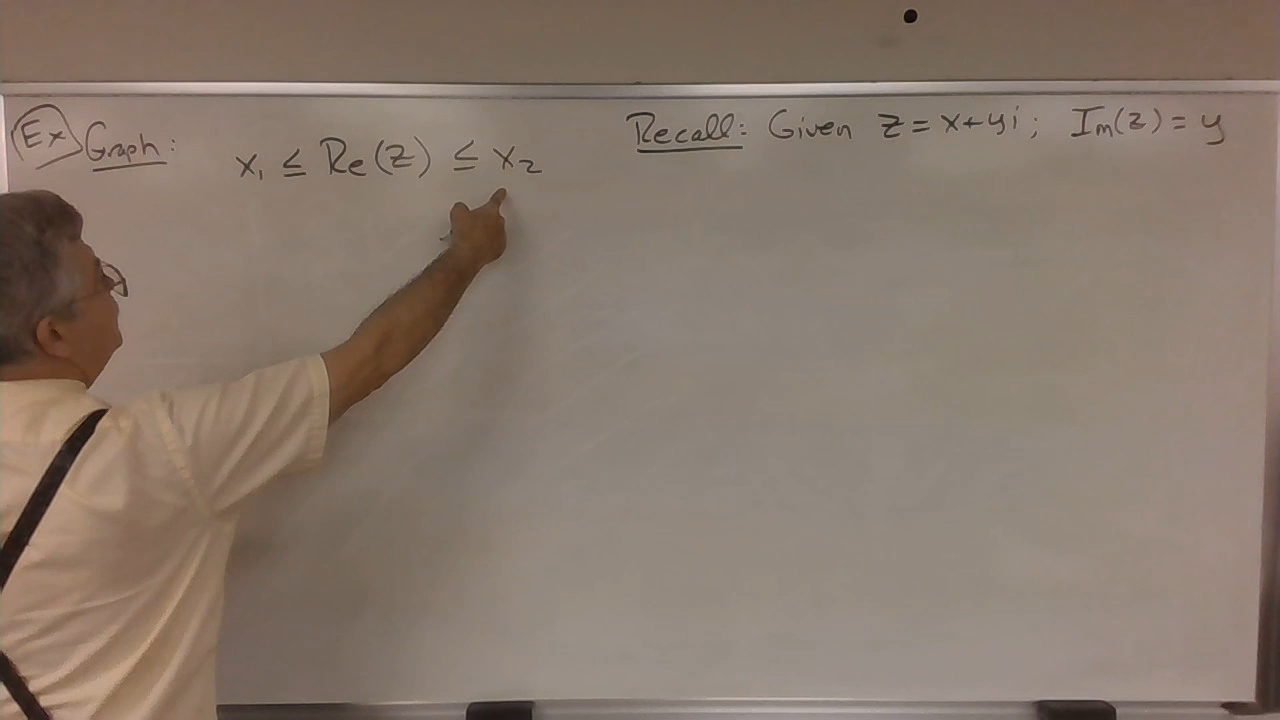 Ex Graph: x₁ ≤ Re(z) ≤ x₂
Recall: Given z = x+yi; Im(z) = y